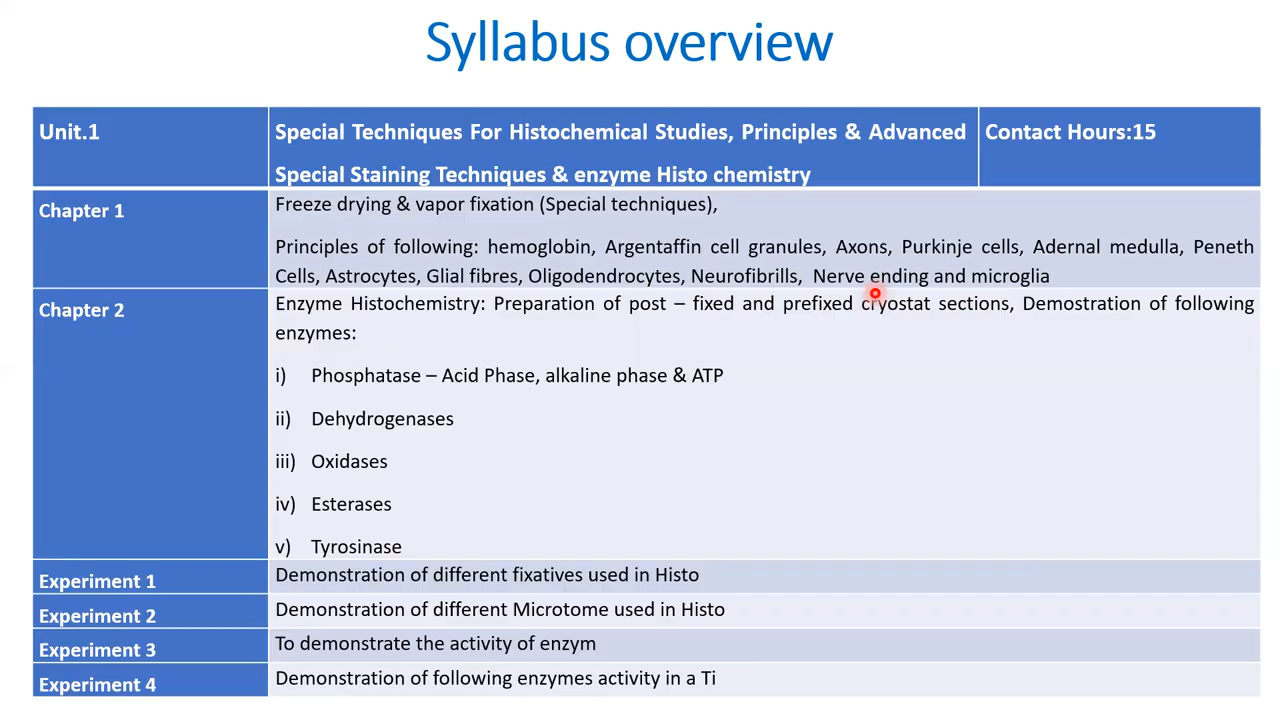 Syllabus overview
Unit.1
Special Techniques For Histochemical Studies, Principles & Advanced
Special Staining Techniques & enzyme Histo chemistry
Contact Hours:15
Chapter 1
Freeze drying & vapor fixation (Special techniques),
Principles of following: hemoglobin, Argentaffin cell granules, Axons, Purkinje cells, Adernal medulla, Peneth
Cells, Astrocytes, Glial fibres, Oligodendrocytes, Neurofibrills, Nerve ending and microglia
Chapter 2
Enzyme Histochemistry: Preparation of post – fixed and prefixed cryostat sections, Demostration of following
enzymes:
i) Phosphatase – Acid Phase, alkaline phase & ATP
ii) Dehydrogenases
iii) Oxidases
iv) Esterases
v) Tyrosinase
Experiment 1
Demonstration of different fixatives used in Histo
Experiment 2
Demonstration of different Microtome used in Histo
Experiment 3
To demonstrate the activity of enzym
Experiment 4
Demonstration of following enzymes activity in a Ti